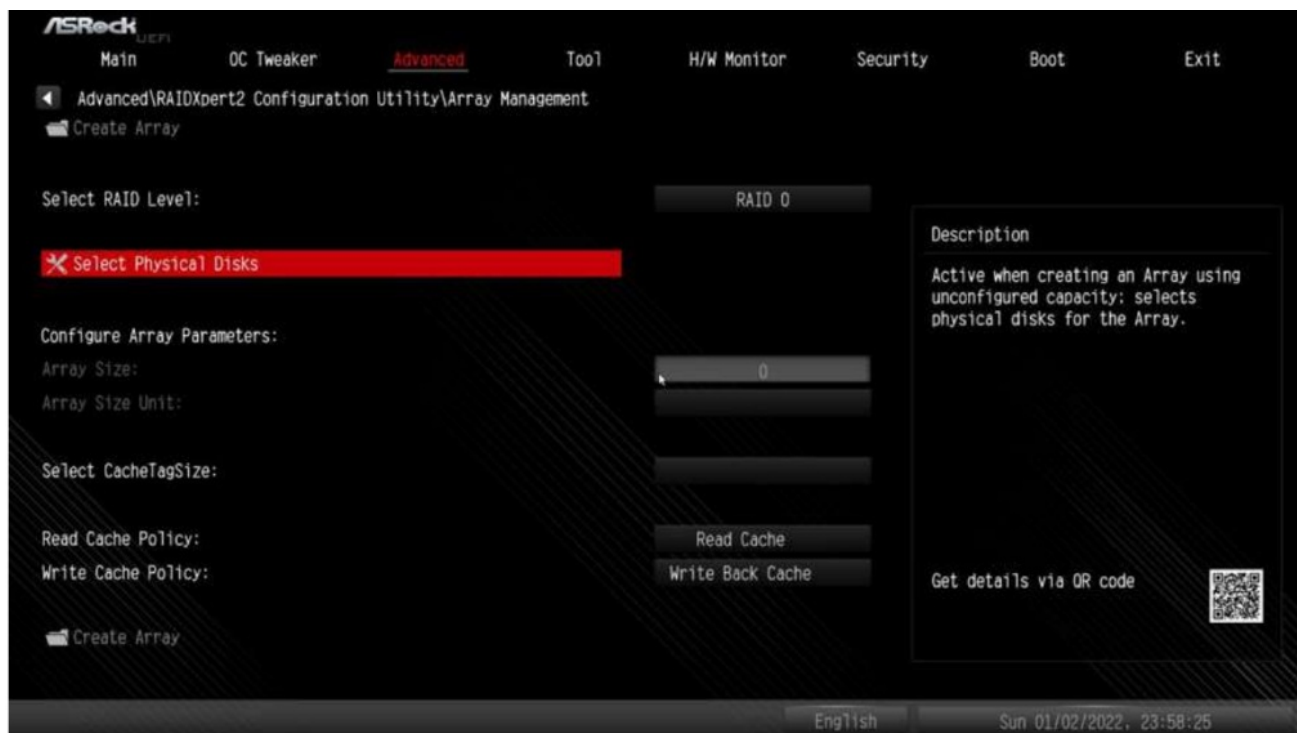 ASRock
UEFI
Main OC Tweaker Advanced Tool H/W Monitor Security Boot Exit
Advanced\RAIDXpert2 Configuration Utility\Array Management
Create Array
Select RAID Level: RAID 0
Select Physical Disks
Configure Array Parameters:
Array Size: 0
Array Size Unit:
Select CacheTagSize:
Read Cache Policy: Read Cache
Write Cache Policy: Write Back Cache
Create Array
Description
Active when creating an Array using
unconfigured capacity: selects
physical disks for the Array.
Get details via QR code
English Sun 01/02/2022, 23:58:25